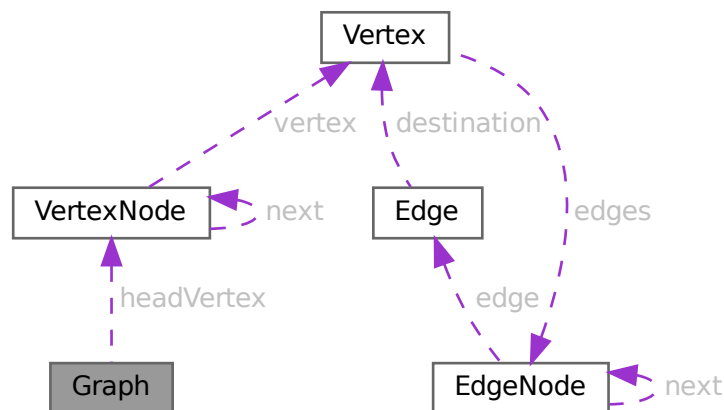 Vertex
vertex
destination
VertexNode
next
Edge
edges
headVertex
edge
Graph
EdgeNode
next